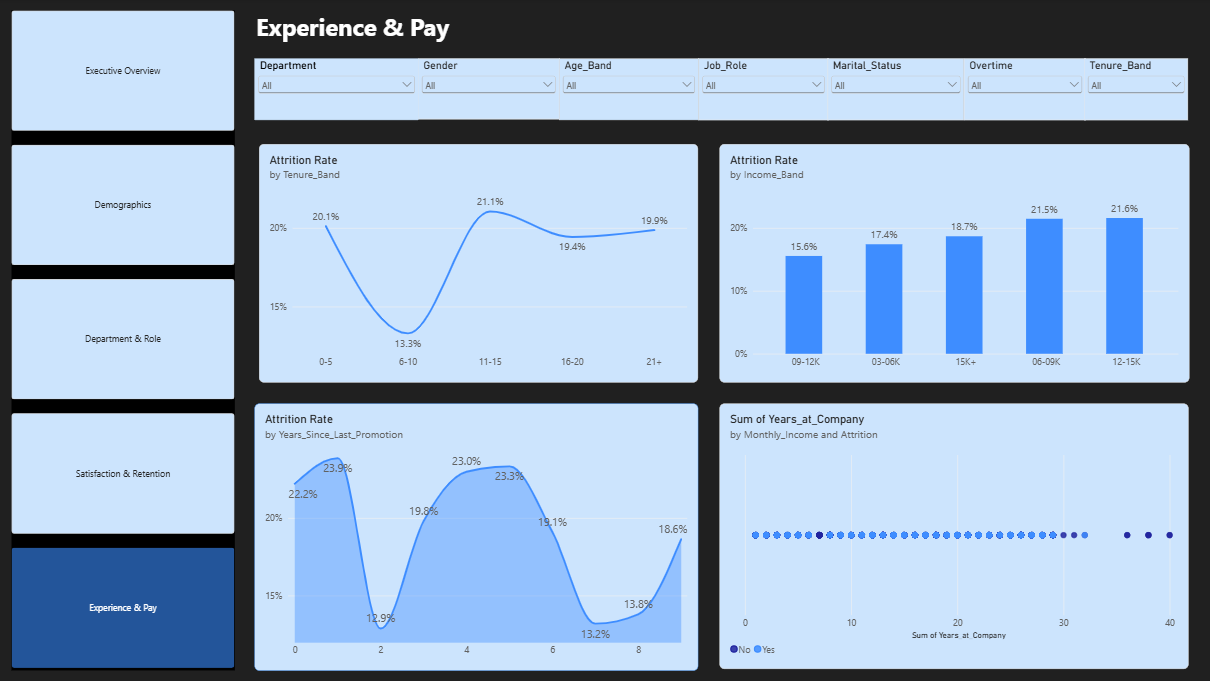 Executive Overview
Demographics
Department & Role
Satisfaction & Retention
Experience & Pay
Experience & Pay
Department Gender Age_Band Job_Role Marital_Status Overtime Tenure_Band
All All All All All All All
Attrition Rate
by Tenure_Band
21.1%
20.1%
19.9%
20%
19.4%
15%
13.3%
0-5 6-10 11-15 16-20 21+
Attrition Rate
by Income_Band
21.5% 21.6%
20%
18.7%
17.4%
15.6%
10%
0%
09-12K 03-06K 15K+ 06-09K 12-15K
Attrition Rate
by Years_Since_Last_Promotion
23.0%
23.9%
23.3%
22.2%
19.8%
20%
19.1%
18.6%
15%
13.8%
12.9%
13.2%
0 2 4 6 8
Sum of Years_at_Company
by Monthly_Income and Attrition
0 10 20 30 40
Sum of Years_at_Company
No Yes